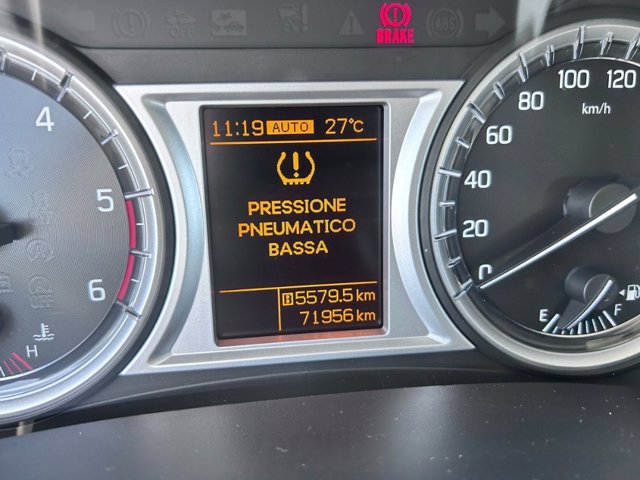 BRAKE
ABS
11:19 AUTO 27°C
PRESSIONE
PNEUMATICO
BASSA
B 5579.5 km
71956 km
4
5
6
H
0
20
40
60
80
100
120
km/h
E
F